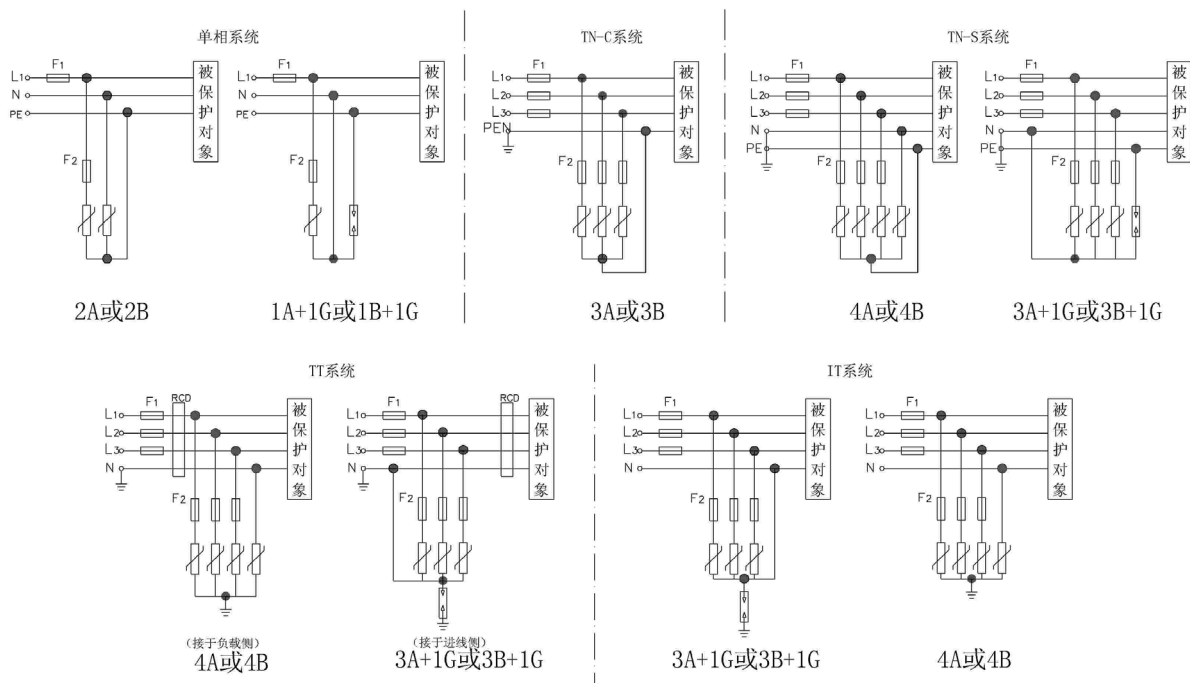 单相系统
TN-C系统
TN-S系统
F1
L1
N
PE
F2
被保护对象
2A或2B
F1
L1
N
PE
F2
被保护对象
1A+1G或1B+1G
F1
L1
L2
L3
PEN
F2
被保护对象
3A或3B
F1
L1
L2
L3
N
PE
F2
被保护对象
4A或4B
F1
L1
L2
L3
N
PE
F2
被保护对象
3A+1G或3B+1G
TT系统
IT系统
F1
RCD
L1
L2
L3
N
F2
被保护对象
(接于负载侧)
4A或4B
F1
RCD
L1
L2
L3
N
F2
被保护对象
(接于进线侧)
3A+1G或3B+1G
F1
L1
L2
L3
N
F2
被保护对象
3A+1G或3B+1G
F1
L1
L2
L3
N
F2
被保护对象
4A或4B